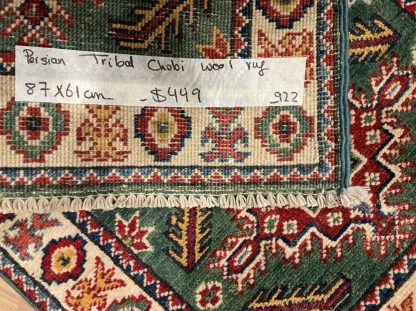 Persian Tribal Chobi wool rug
87X61cm - $449 922